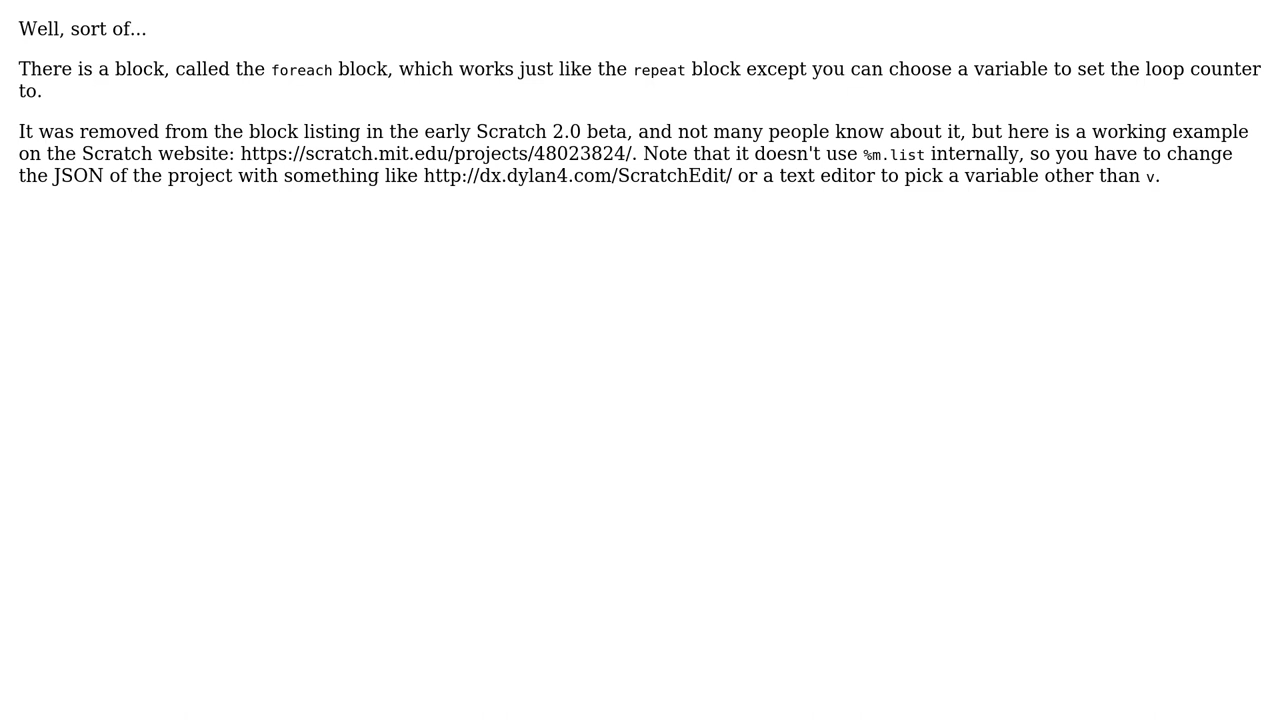 Well, sort of...
There is a block, called the foreach block, which works just like the repeat block except you can choose a variable to set the loop counter
to.
It was removed from the block listing in the early Scratch 2.0 beta, and not many people know about it, but here is a working example
on the Scratch website: https://scratch.mit.edu/projects/48023824/. Note that it doesn't use %m.list internally, so you have to change
the JSON of the project with something like http://dx.dylan4.com/ScratchEdit/ or a text editor to pick a variable other than v.